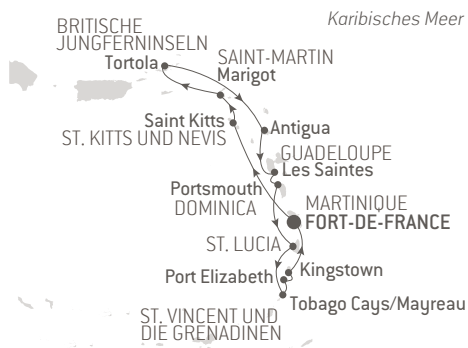 Karibisches Meer
BRITISCHE
JUNGFERNINSELN
Tortola
SAINT-MARTIN
Marigot
Saint Kitts
ST. KITTS UND NEVIS
Antigua
GUADELOUPE
Les Saintes
Portsmouth
DOMINICA
MARTINIQUE
FORT-DE-FRANCE
ST. LUCIA
Kingstown
Port Elizabeth
Tobago Cays/Mayreau
ST. VINCENT UND
DIE GRENADINEN